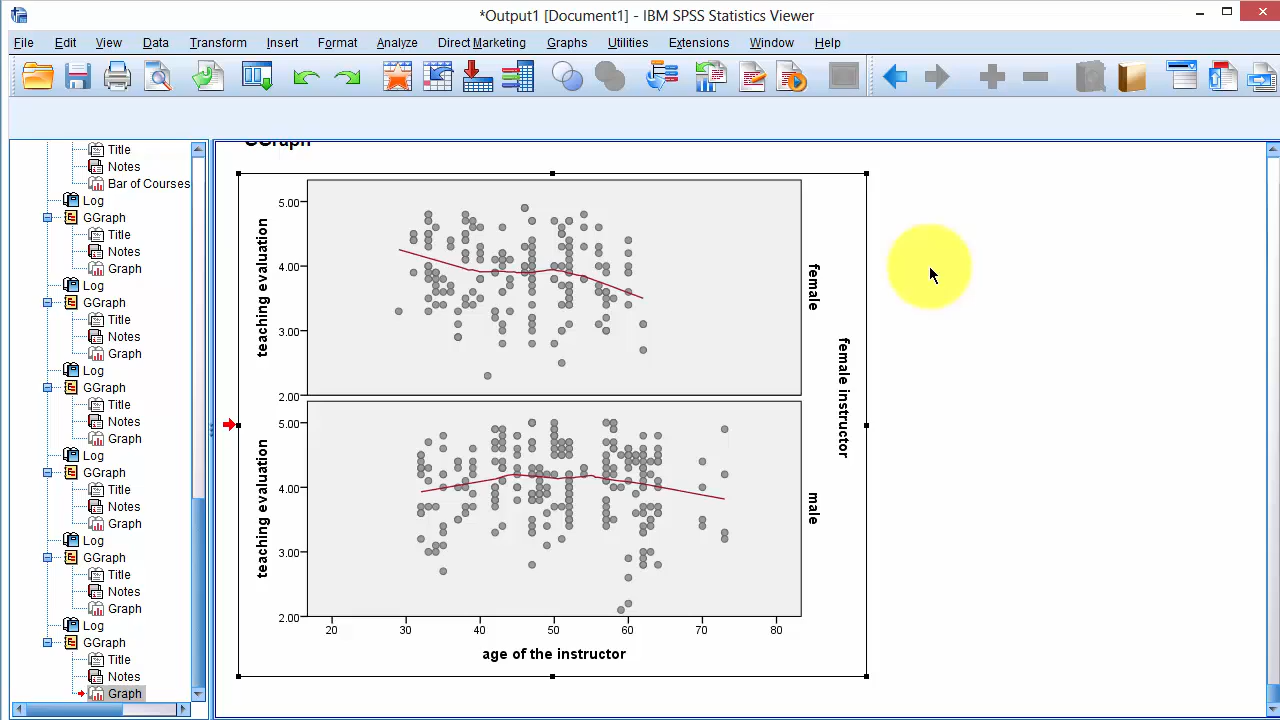 *Output1 [Document1] - IBM SPSS Statistics Viewer
File Edit View Data Transform Insert Format Analyze Direct Marketing Graphs Utilities Extensions Window Help
Title
Notes
Bar of Courses
Log
GGraph
Title
Notes
Graph
Log
GGraph
Title
Notes
Graph
Log
GGraph
Title
Notes
Graph
Log
GGraph
Title
Notes
Graph
Log
GGraph
Title
Notes
Graph
Log
GGraph
Title
Notes
Graph
GGraph
teaching evaluation
5.00
4.00
3.00
2.00
female
teaching evaluation
5.00
4.00
3.00
2.00
male
female instructor
20 30 40 50 60 70 80
age of the instructor